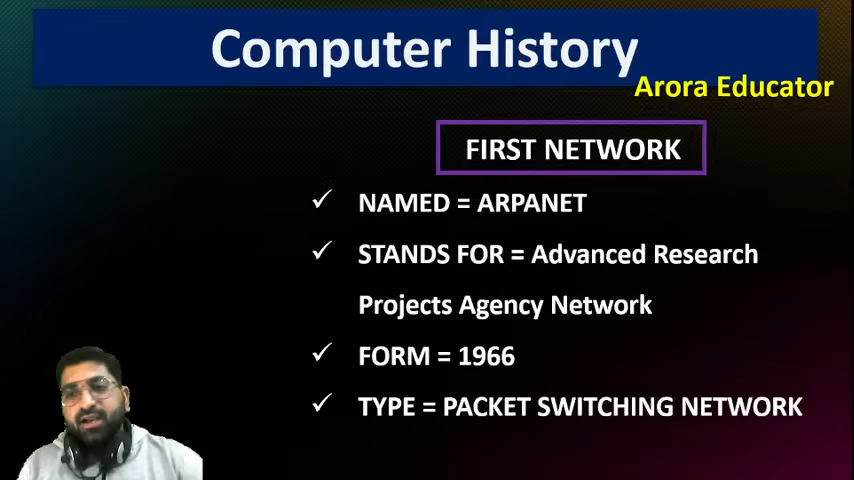 Computer History
Arora Educator
FIRST NETWORK
✓ NAMED = ARPANET
✓ STANDS FOR = Advanced Research
Projects Agency Network
✓ FORM = 1966
✓ TYPE = PACKET SWITCHING NETWORK